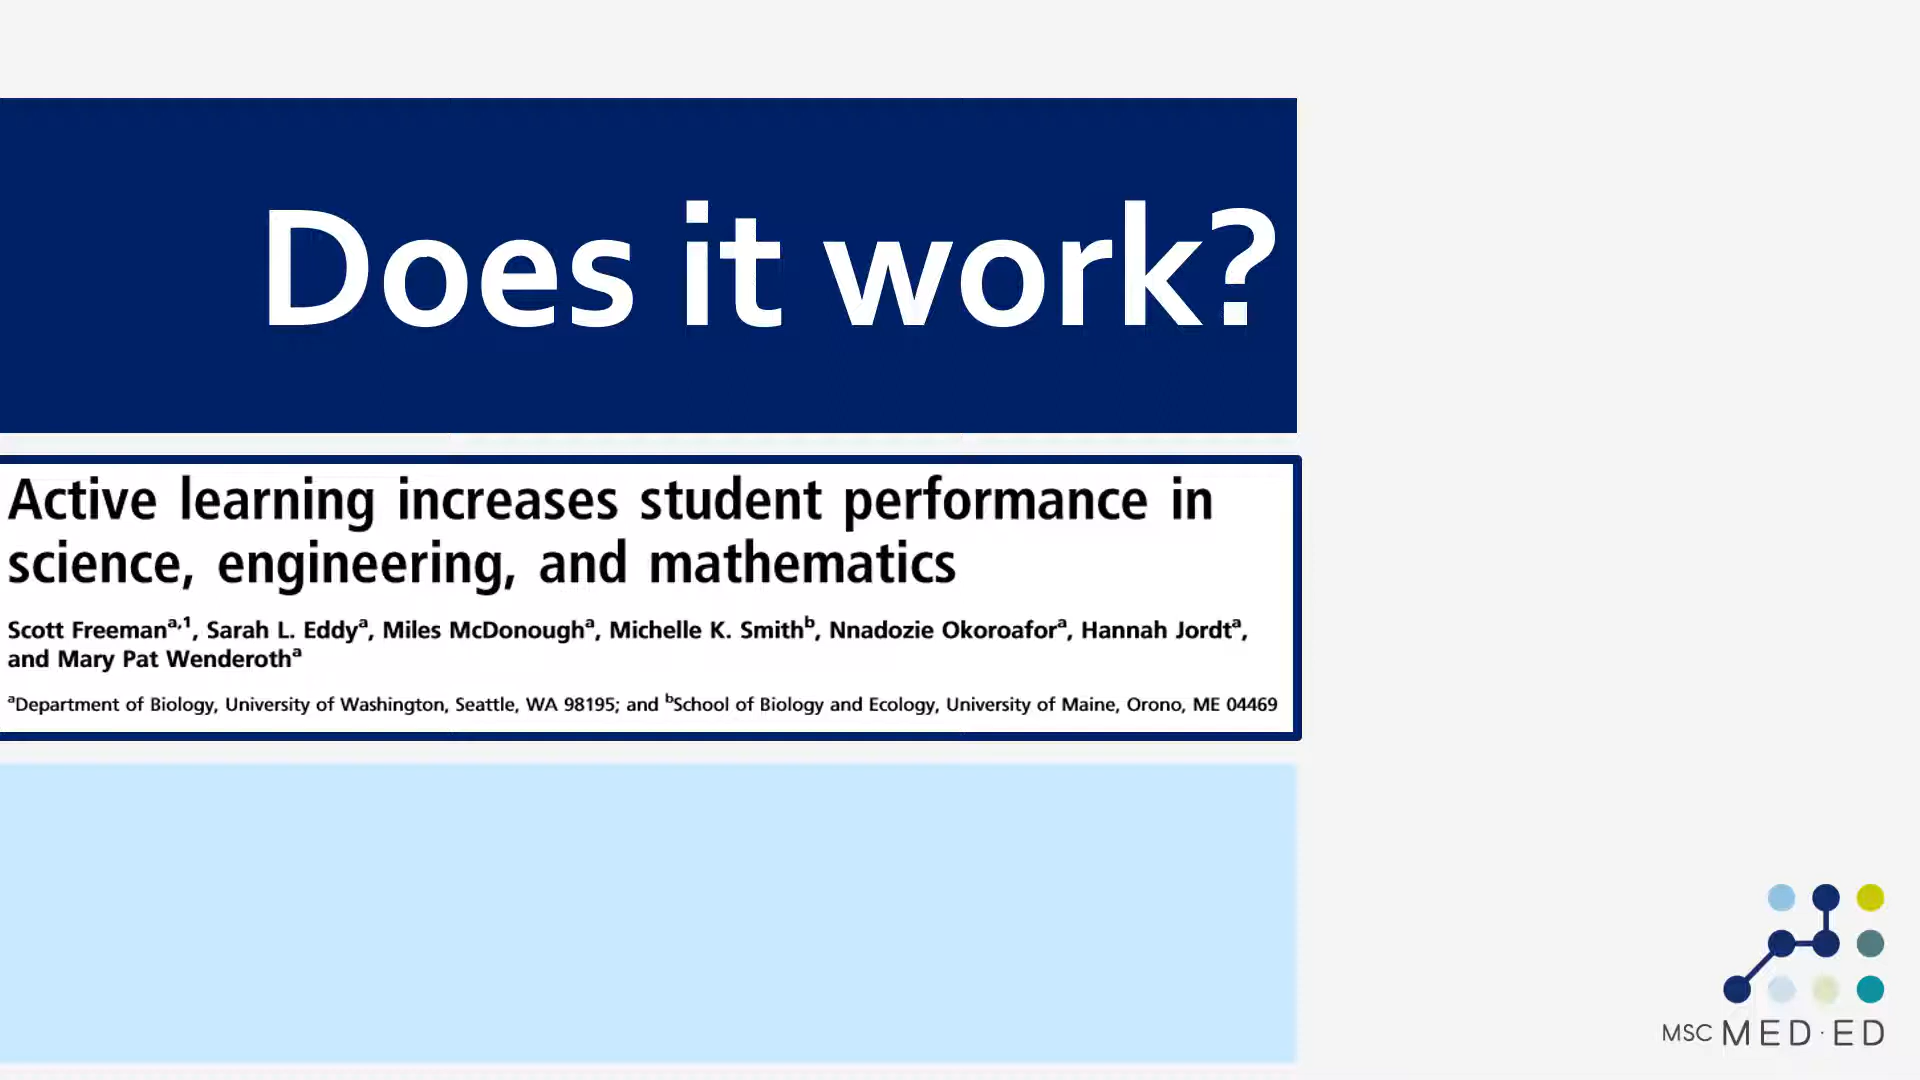 Does it work?
Active learning increases student performance in
science, engineering, and mathematics
Scott Freemana,1, Sarah L. Eddya, Miles McDonougha, Michelle K. Smithb, Nnadozie Okoroafora, Hannah Jordta,
and Mary Pat Wenderotha
aDepartment of Biology, University of Washington, Seattle, WA 98195; and bSchool of Biology and Ecology, University of Maine, Orono, ME 04469
MSC MED·ED